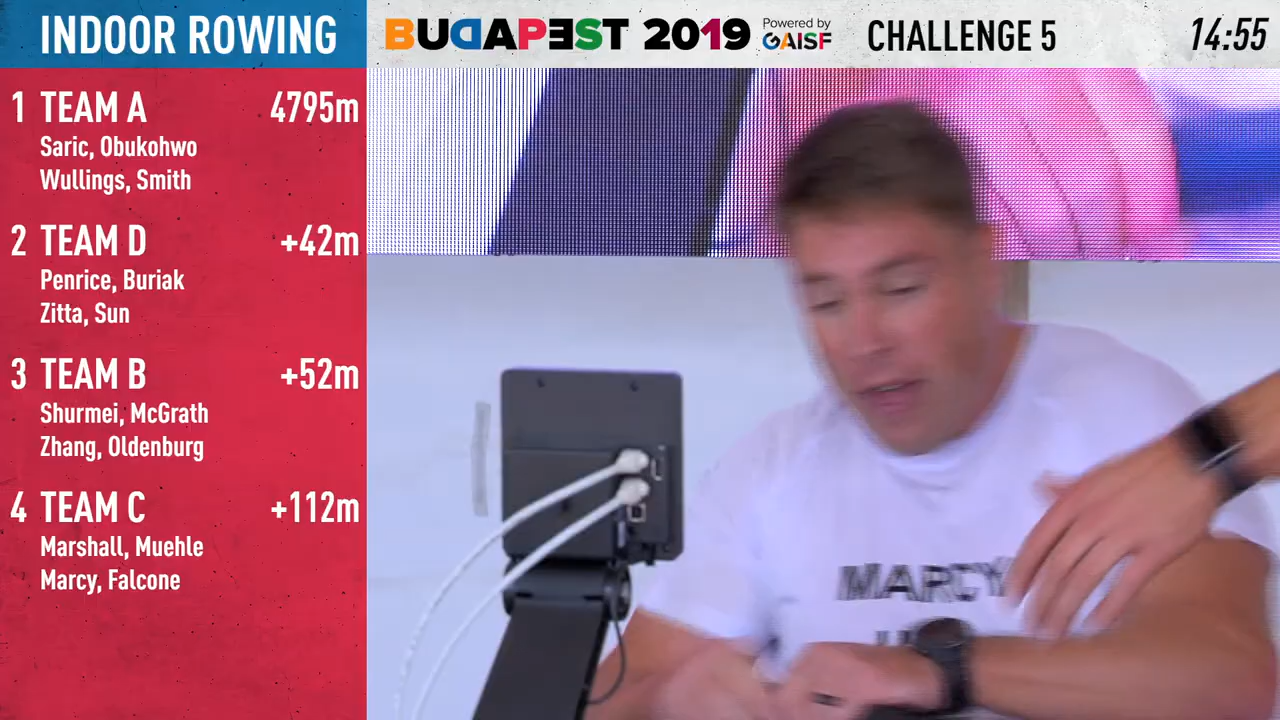 INDOOR ROWING
BUDAPEST 2019
Powered by
GAISF
CHALLENGE 5
14:55
1 TEAM A 4795m
Saric, Obukohwo
Wullings, Smith
2 TEAM D +42m
Penrice, Buriak
Zitta, Sun
3 TEAM B +52m
Shurmei, McGrath
Zhang, Oldenburg
4 TEAM C +112m
Marshall, Muehle
Marcy, Falcone
MARCY